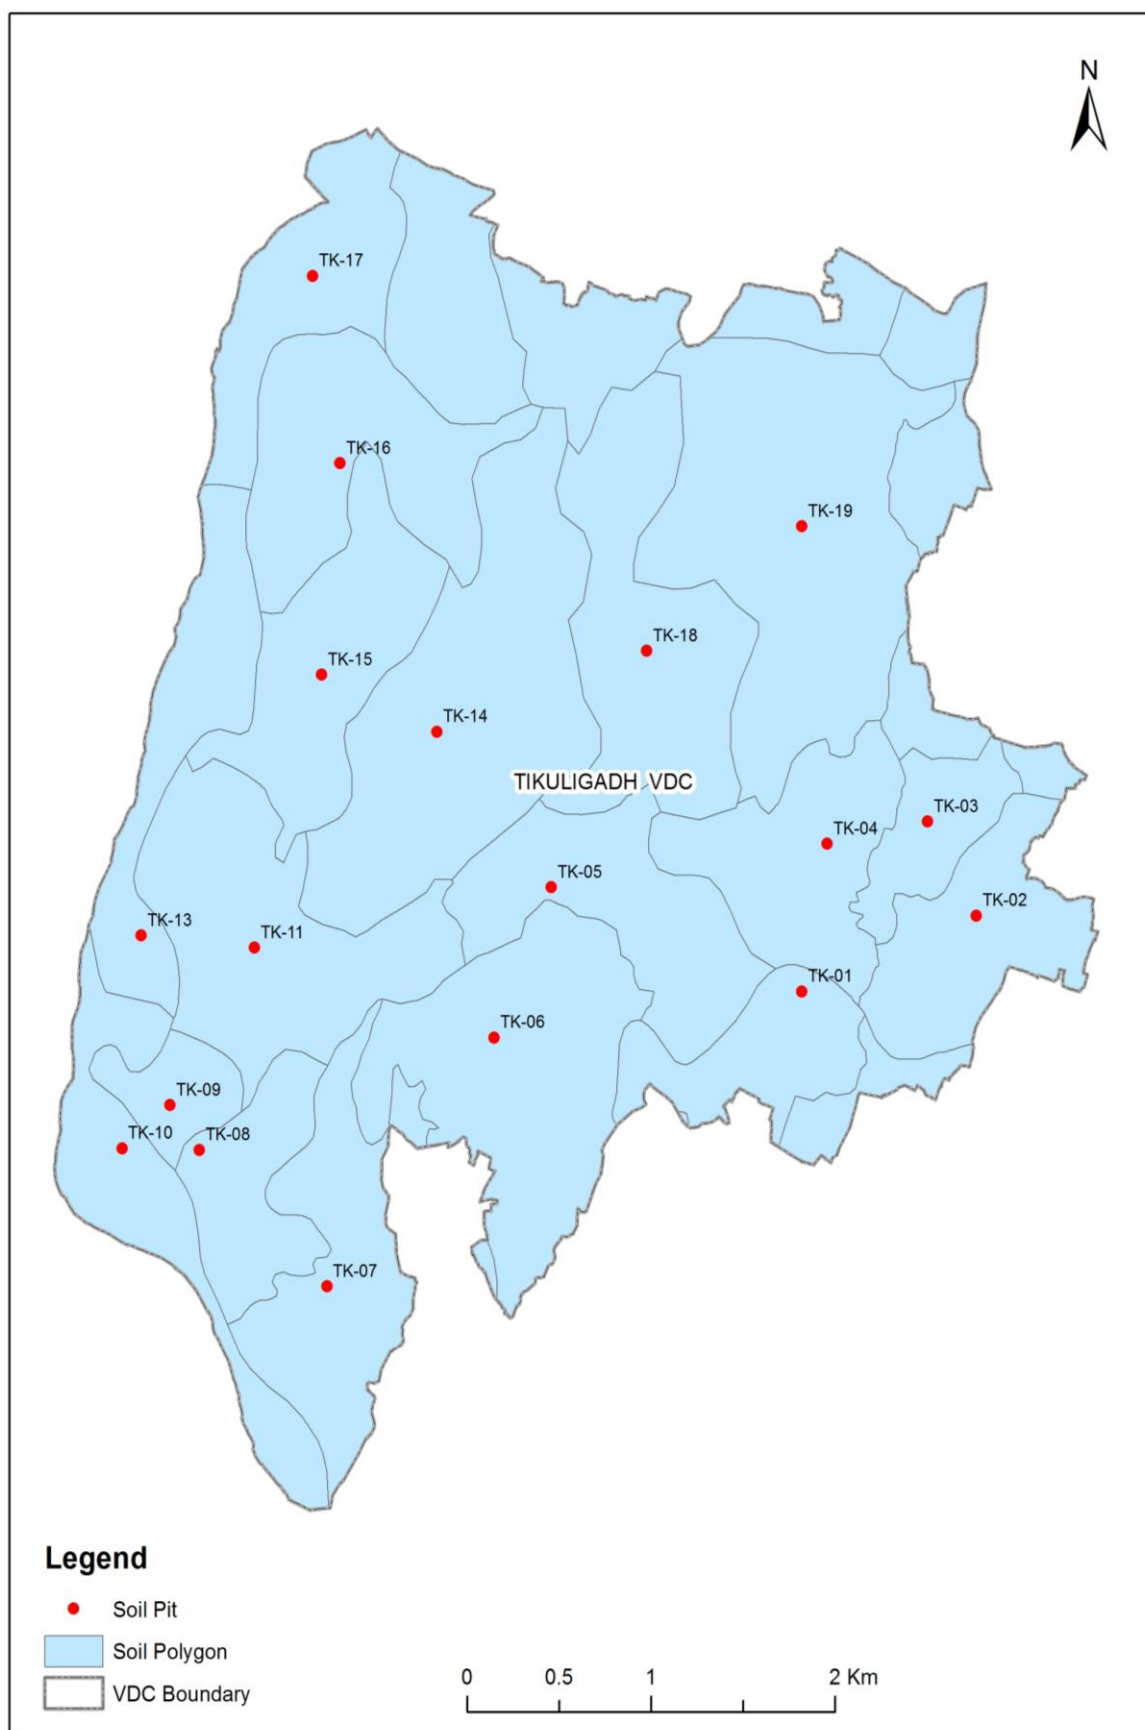 N
TK-17
TK-16
TK-19
TK-18
TK-15
TK-14
TIKULIGADH VDC
TK-03
TK-04
TK-05
TK-02
TK-13
TK-11
TK-01
TK-06
TK-09
TK-10
TK-08
TK-07
Legend
Soil Pit
Soil Polygon
VDC Boundary
0 0.5 1 2 Km